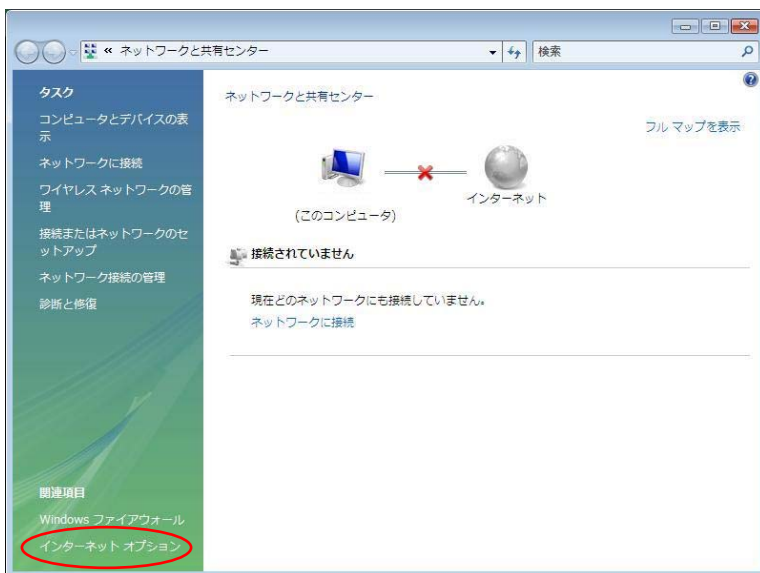 « ネットワークと共有センター
検索
タスク
コンピュータとデバイスの表
示
ネットワークに接続
ワイヤレス ネットワークの管
理
接続またはネットワークのセ
ットアップ
ネットワーク接続の管理
診断と修復
ネットワークと共有センター
フル マップを表示
(このコンピュータ)
インターネット
接続されていません
現在どのネットワークにも接続していません。
ネットワークに接続
関連項目
Windows ファイアウォール
インターネット オプション